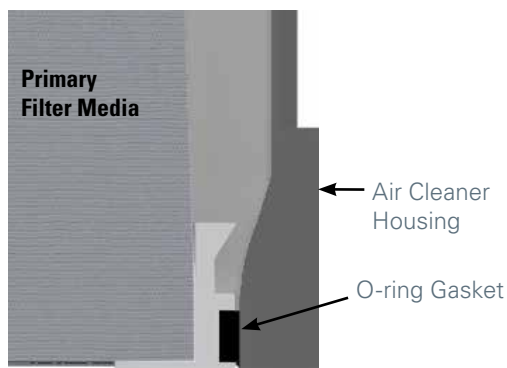 Primary
Filter Media
Air Cleaner
Housing
O-ring Gasket